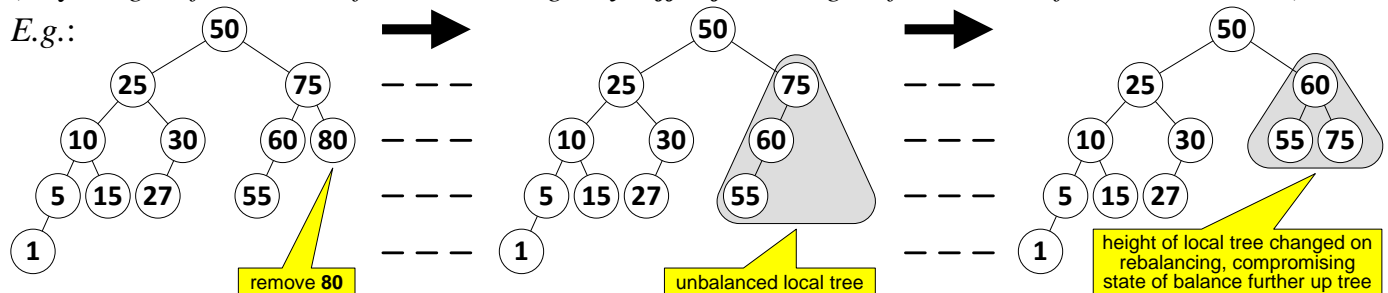 E.g.:
50
25 75
10 30 60 80
5 15 27 55
1
remove 80
50
25 75
10 30 60
5 15 27 55
1
unbalanced local tree
50
25 60
10 30 55 75
5 15 27
1
height of local tree changed on
rebalancing, compromising
state of balance further up tree